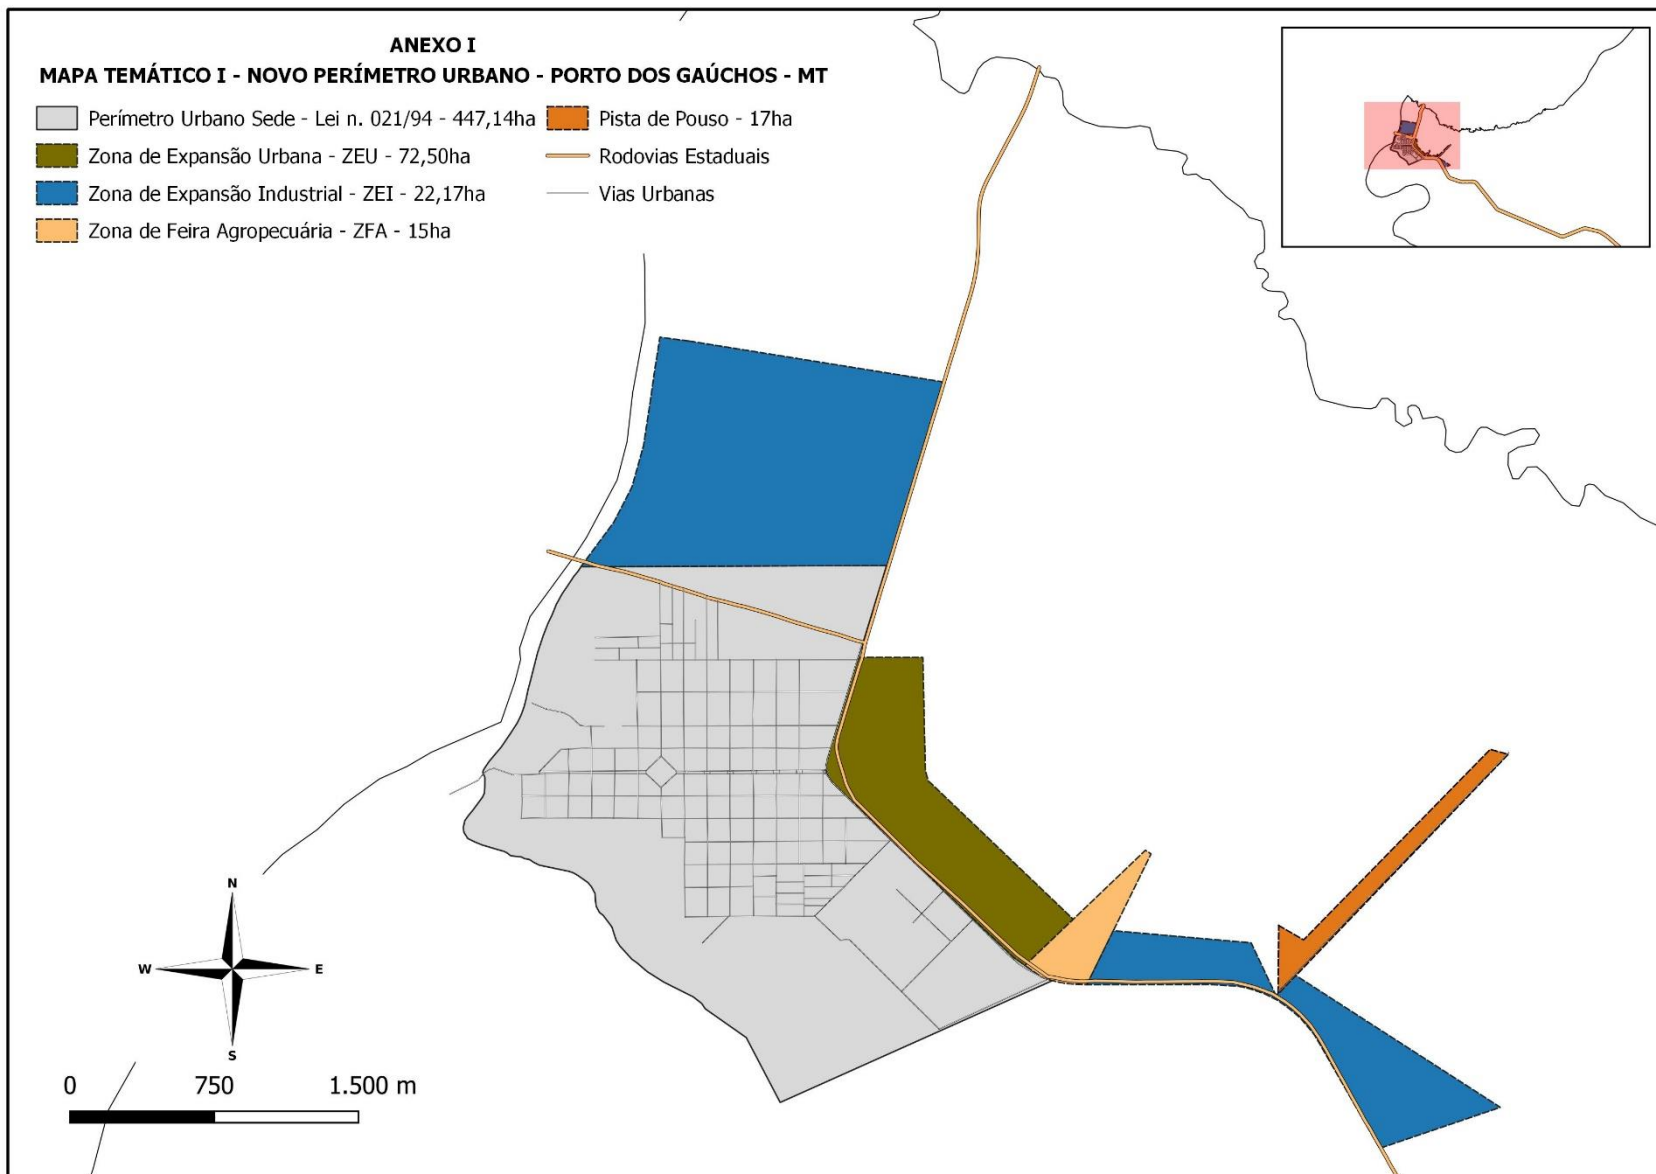 ANEXO I
MAPA TEMÁTICO I - NOVO PERÍMETRO URBANO - PORTO DOS GAÚCHOS - MT
Perímetro Urbano Sede - Lei n. 021/94 - 447,14ha
Zona de Expansão Urbana - ZEU - 72,50ha
Zona de Expansão Industrial - ZEI - 22,17ha
Zona de Feira Agropecuária - ZFA - 15ha
Pista de Pouso - 17ha
Rodovias Estaduais
Vias Urbanas
N
W E
S
0 750 1.500 m